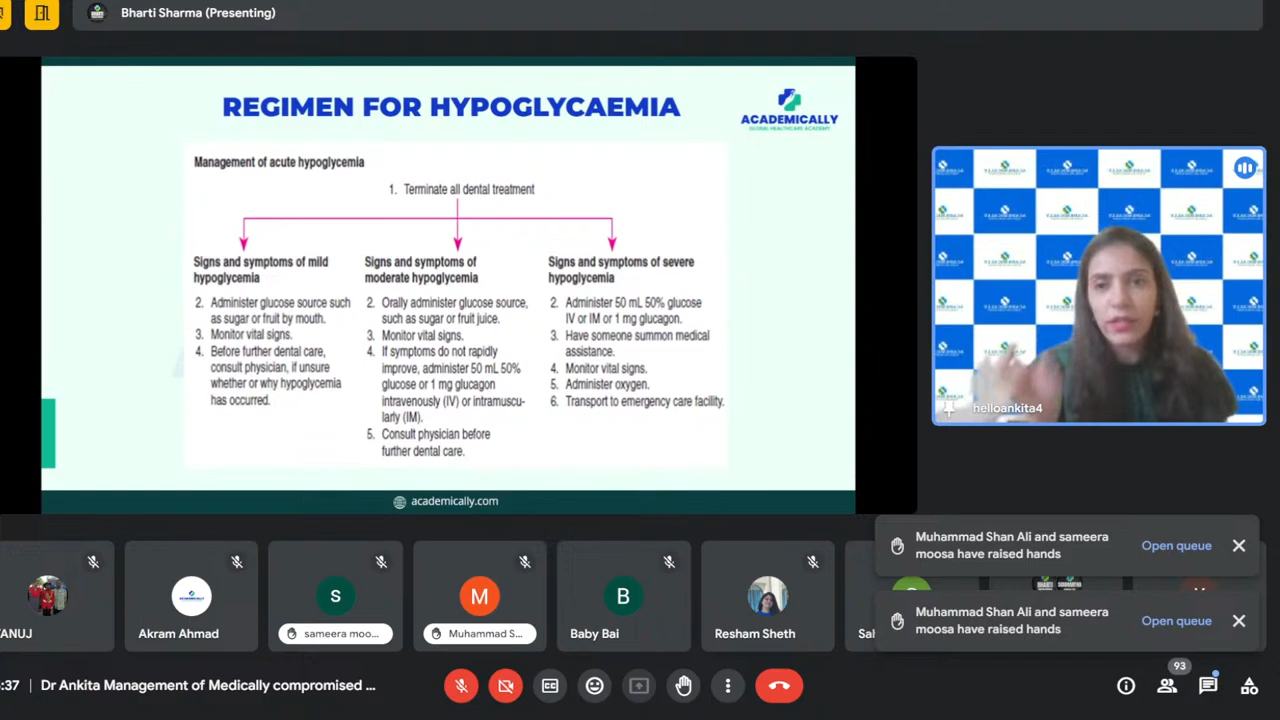 Bharti Sharma (Presenting)
REGIMEN FOR HYPOGLYCAEMIA
ACADEMICALLY
GLOBAL HEALTHCARE ACADEMY
Management of acute hypoglycemia
1. Terminate all dental treatment
Signs and symptoms of mild
hypoglycemia
2. Administer glucose source such
as sugar or fruit by mouth.
3. Monitor vital signs.
4. Before further dental care,
consult physician, if unsure
whether or why hypoglycemia
has occurred.
Signs and symptoms of
moderate hypoglycemia
2. Orally administer glucose source,
such as sugar or fruit juice.
3. Monitor vital signs.
4. If symptoms do not rapidly
improve, administer 50 mL 50%
glucose or 1 mg glucagon
intravenously (IV) or intramuscu-
larly (IM).
5. Consult physician before
further dental care.
Signs and symptoms of severe
hypoglycemia
2. Administer 50 mL 50% glucose
IV or IM or 1 mg glucagon.
3. Have someone summon medical
assistance.
4. Monitor vital signs.
5. Administer oxygen.
6. Transport to emergency care facility.
academically.com
helloankita4
Muhammad Shan Ali and sameera
moosa have raised hands
Open queue
Muhammad Shan Ali and sameera
moosa have raised hands
Open queue
ANUJ
Akram Ahmad
S
sameera moo...
M
Muhammad S...
B
Baby Bai
Resham Sheth
Sal
:37 | Dr Ankita Management of Medically compromised ...
93